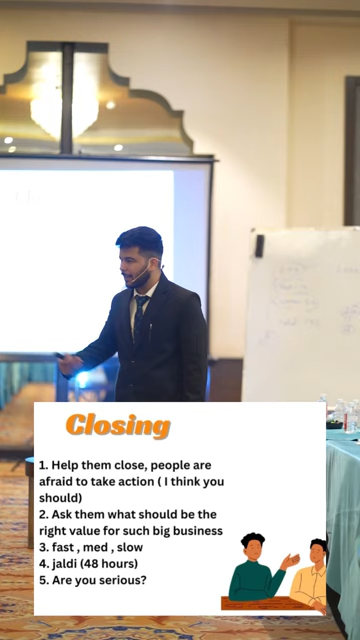 Closing
1. Help them close, people are
afraid to take action ( I think you
should)
2. Ask them what should be the
right value for such big business
3. fast , med , slow
4. jaldi (48 hours)
5. Are you serious?